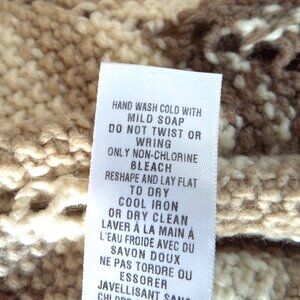 HAND WASH COLD WITH
MILD SOAP
DO NOT TWIST OR
WRING
ONLY NON-CHLORINE
BLEACH
RESHAPE AND LAY FLAT
TO DRY
COOL IRON
OR DRY CLEAN
LAVER À LA MAIN À
L'EAU FROIDE AVEC DU
SAVON DOUX
NE PAS TORDRE OU
ESSORER
JAVELLISANT SANS